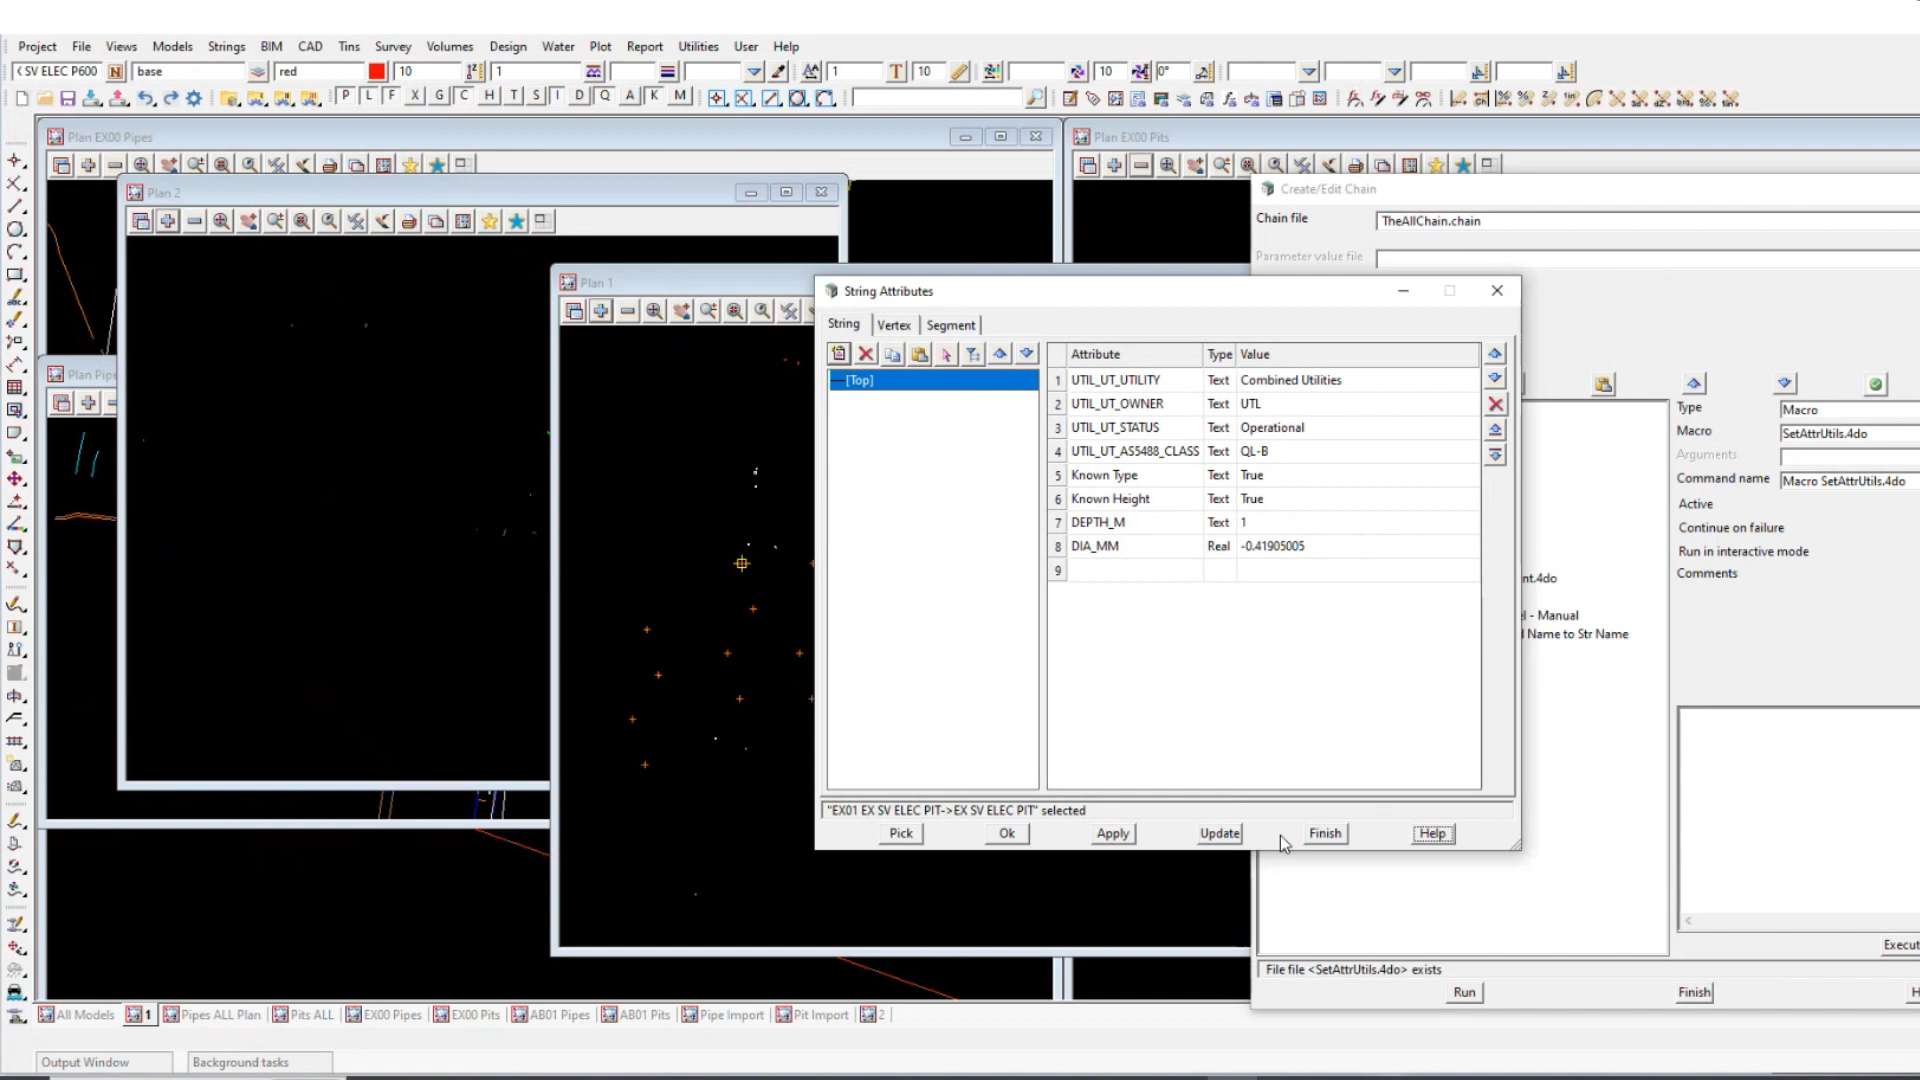 Project File Views Models Strings BIM CAD Tins Survey Volumes Design Water Plot Report Utilities User Help
SV ELEC P600 N base red 10 1 1 T 10 10 0°
P L F X G C H T S I D Q A K M
Plan EX00 Pipes
Plan EX00 Pits
Plan 2
Create/Edit Chain
Chain file TheAllChain.chain
Parameter value file
Plan 1
String Attributes
String Vertex Segment
Attribute Type Value
[Top]
1 UTIL_UT_UTILITY Text Combined Utilities
2 UTIL_UT_OWNER Text UTL
3 UTIL_UT_STATUS Text Operational
4 UTIL_UT_AS5488_CLASS Text QL-B
5 Known Type Text True
6 Known Height Text True
7 DEPTH_M Text 1
8 DIA_MM Real -0.41905005
9
Plan Pipe
Type Macro
Macro SetAttrUtils.4do
Arguments
Command name Macro SetAttrUtils.4do
Active
Continue on failure
Run in interactive mode
Comments
nt.4do
el - Manual
Name to Str Name
"EX01 EX SV ELEC PIT->EX SV ELEC PIT" selected
Pick Ok Apply Update Finish Help
Execut
File file <SetAttrUtils.4do> exists
Run Finish H
All Models 1 Pipes ALL Plan Pits ALL EX00 Pipes EX00 Pits AB01 Pipes AB01 Pits Pipe Import Pit Import 2
Output Window Background tasks